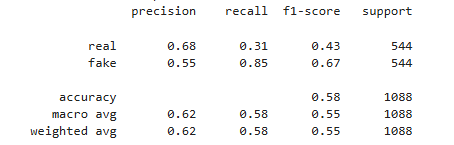 precision recall f1-score support
real 0.68 0.31 0.43 544
fake 0.55 0.85 0.67 544
accuracy 0.58 1088
macro avg 0.62 0.58 0.55 1088
weighted avg 0.62 0.58 0.55 1088